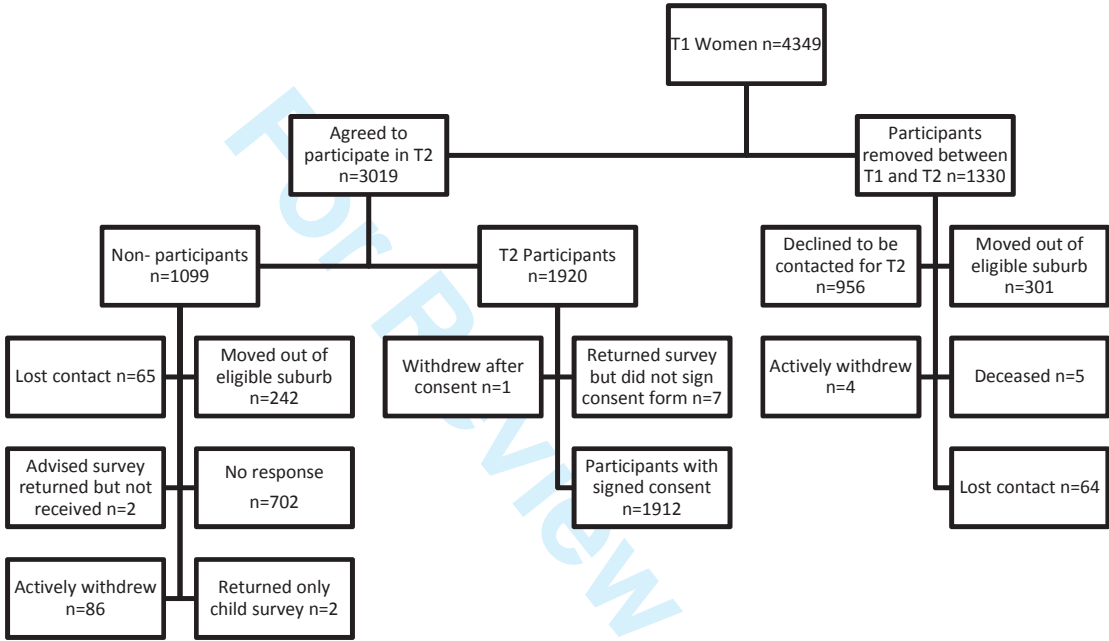 T1 Women n=4349
Agreed to
participate in T2
n=3019
Participants
removed between
T1 and T2 n=1330
Non- participants
n=1099
T2 Participants
n=1920
Declined to be
contacted for T2
n=956
Moved out of
eligible suburb
n=301
Lost contact n=65
Moved out of
eligible suburb
n=242
Withdrew after
consent n=1
Returned survey
but did not sign
consent form n=7
Actively withdrew
n=4
Deceased n=5
Advised survey
returned but not
received n=2
No response
n=702
Participants with
signed consent
n=1912
Lost contact n=64
Actively withdrew
n=86
Returned only
child survey n=2
For Review